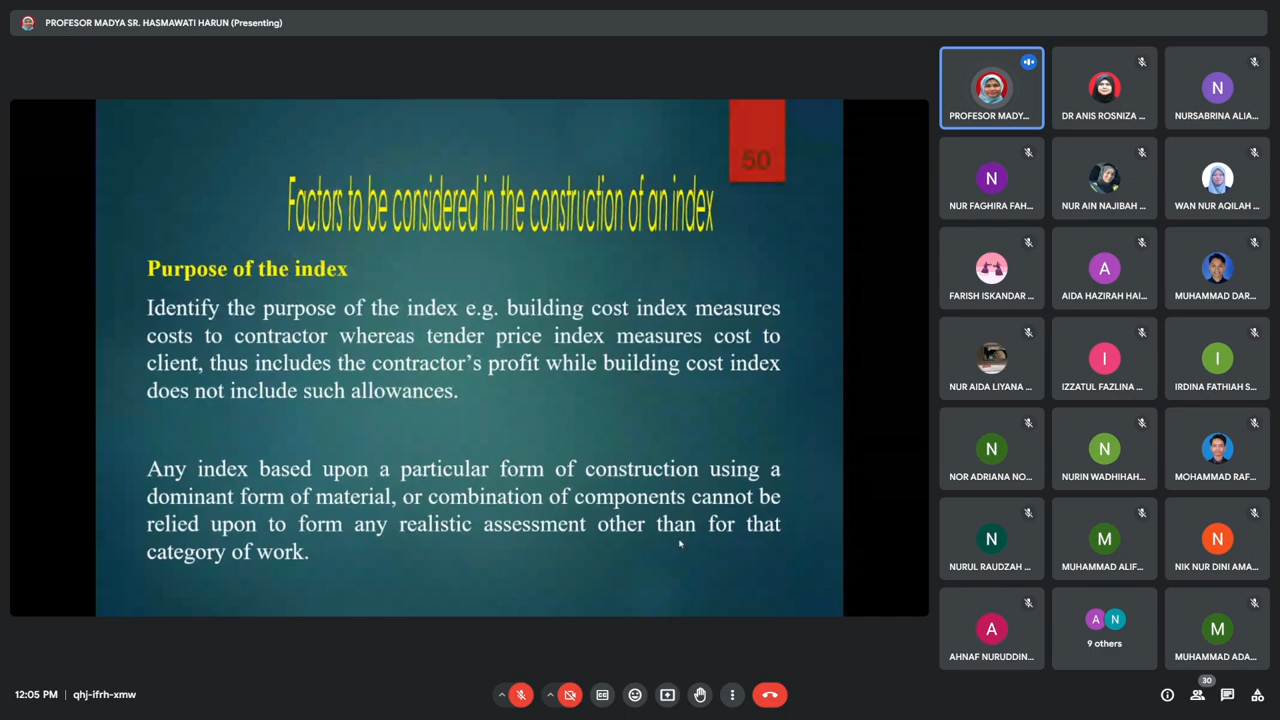 PROFESOR MADYA SR. HASMAWATI HARUN (Presenting)
50
Factors to be considered in the construction of an index
Purpose of the index
Identify the purpose of the index e.g. building cost index measures
costs to contractor whereas tender price index measures cost to
client, thus includes the contractor's profit while building cost index
does not include such allowances.
Any index based upon a particular form of construction using a
dominant form of material, or combination of components cannot be
relied upon to form any realistic assessment other than for that
category of work.
PROFESOR MADY...
DR ANIS ROSNIZA ...
N
NURSABRINA ALIA...
N
NUR FAGHIRA FAH...
NUR AIN NAJIBAH ...
WAN NUR AQILAH ...
FARISH ISKANDAR ...
A
AIDA HAZIRAH HAI...
MUHAMMAD DAR...
NUR AIDA LIYANA ...
I
IZZATUL FAZLINA ...
I
IRDINA FATHIAH S...
N
NOR ADRIANA NO...
N
NURIN WADHIHAH...
MOHAMMAD RAF...
N
NURUL RAUDZAH ...
M
MUHAMMAD ALIF...
N
NIK NUR DINI AMA...
A
AHNAF NURUDDIN...
A N
9 others
M
MUHAMMAD ADA...
12:05 PM | qhj-ifrh-xmw
30